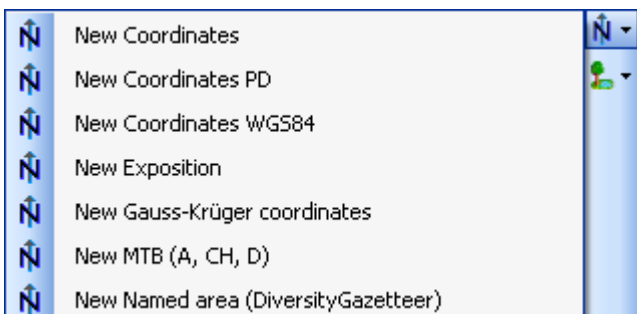 New Coordinates
New Coordinates PD
New Coordinates WGS84
New Exposition
New Gauss-Krüger coordinates
New MTB (A, CH, D)
New Named area (DiversityGazetteer)